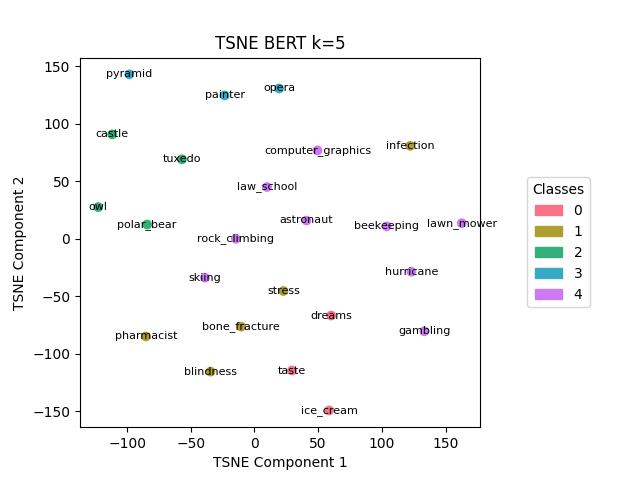 TSNE BERT k=5
TSNE Component 2
150
100
50
0
−50
−100
−150
pyramid
opera
painter
castle
infection
computer_graphics
tuxedo
law_school
owl
astronaut
lawn_mower
polar_bear
beekeeping
rock_climbing
hurricane
skiing
stress
dreams
bone_fracture
gambling
pharmacist
blindness
taste
ice_cream
−100
−50
0
50
100
150
TSNE Component 1
Classes
0
1
2
3
4